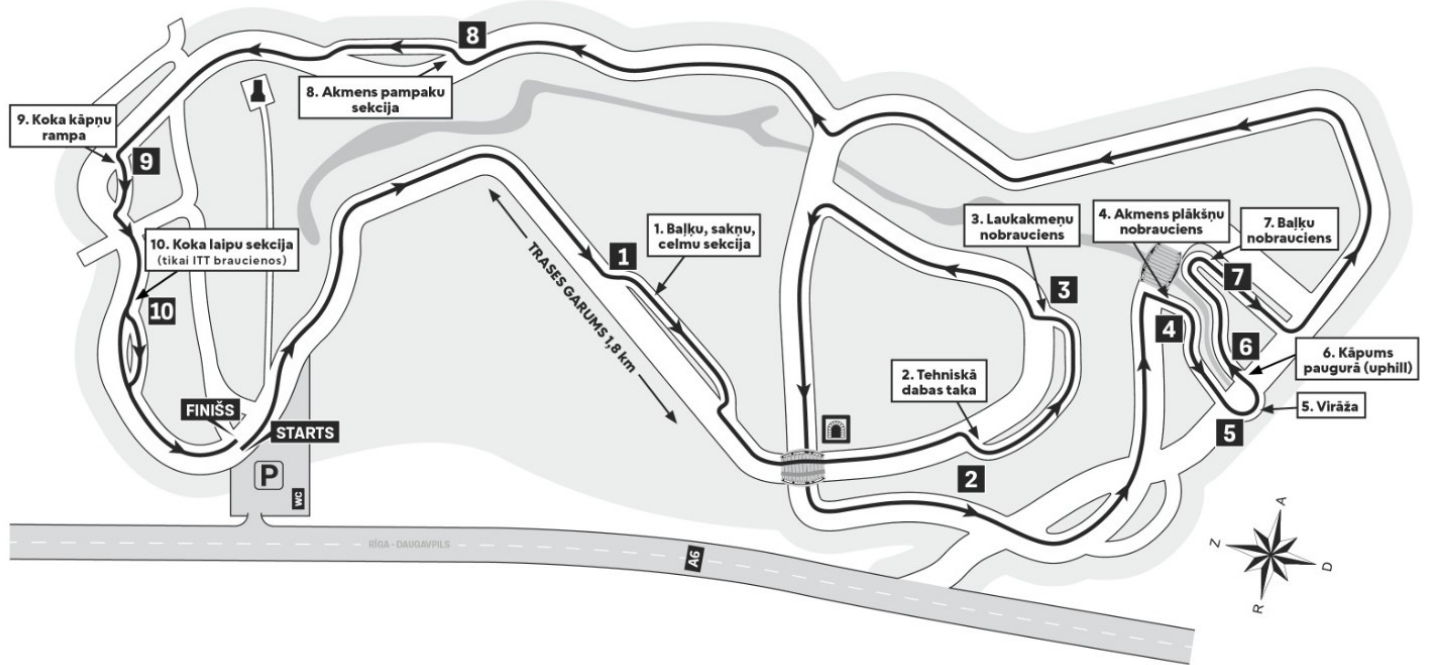 8
8. Akmens pampaku
sekcija
9. Koka kāpņu
rampa
9
10. Koka laipu sekcija
(tikai ITT braucienos)
10
1. Baļķu, sakņu,
celmu sekcija
1
TRASES GARUMS 1,8 km
3. Laukakmeņu
nobrauciens
3
4. Akmens plākšņu
nobrauciens
4
7. Baļķu
nobrauciens
7
6
6. Kāpums
paugurā (uphill)
5. Virāža
5
2. Tehniskā
dabas taka
2
FINIŠS
STARTS
P
WC
RĪGA - DAUGAVPILS
A6
A
Z
D
R